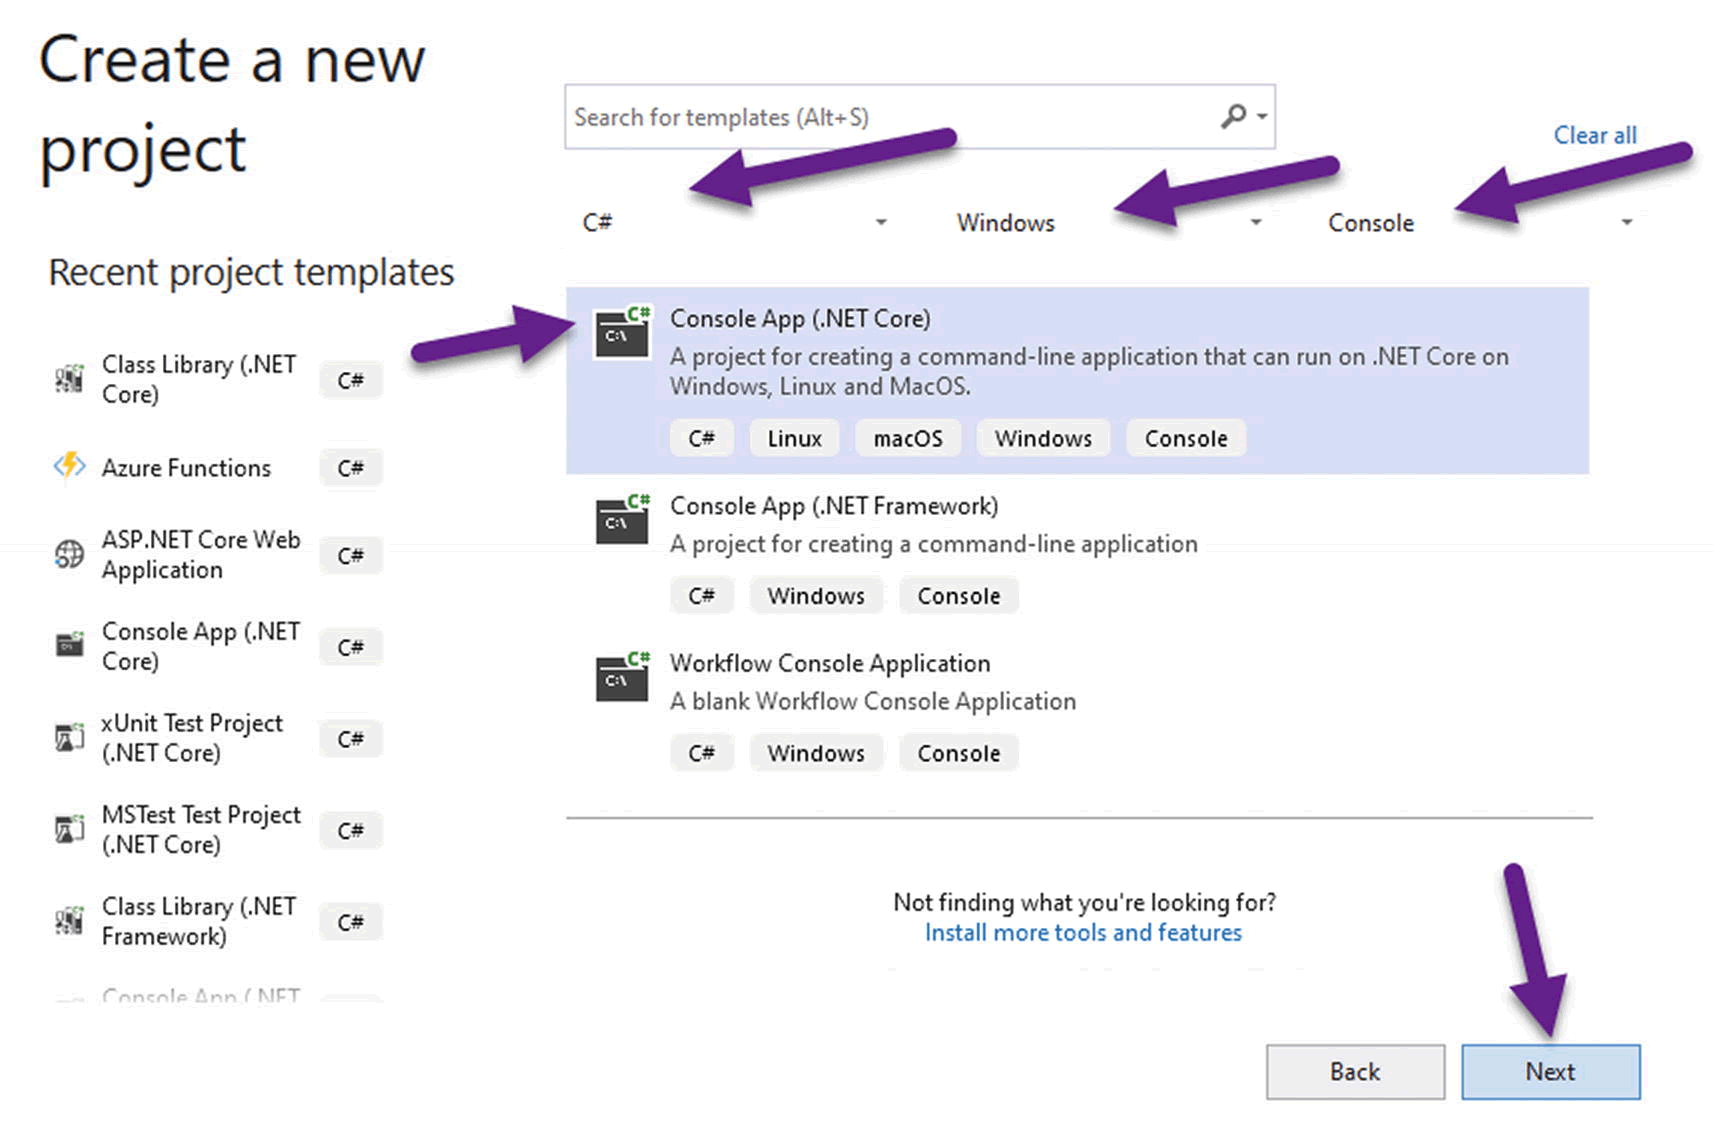 Create a new
project
Search for templates (Alt+S)
Clear all
C#
Windows
Console
Recent project templates
Class Library (.NET
Core)
C#
Azure Functions
C#
ASP.NET Core Web
Application
C#
Console App (.NET
Core)
C#
xUnit Test Project
(.NET Core)
C#
MSTest Test Project
(.NET Core)
C#
Class Library (.NET
Framework)
C#
Console App (.NET
C#
C:\
Console App (.NET Core)
A project for creating a command-line application that can run on .NET Core on
Windows, Linux and MacOS.
C#
Linux
macOS
Windows
Console
C#
C:\
Console App (.NET Framework)
A project for creating a command-line application
C#
Windows
Console
C#
C:\
Workflow Console Application
A blank Workflow Console Application
C#
Windows
Console
Not finding what you're looking for?
Install more tools and features
Back
Next